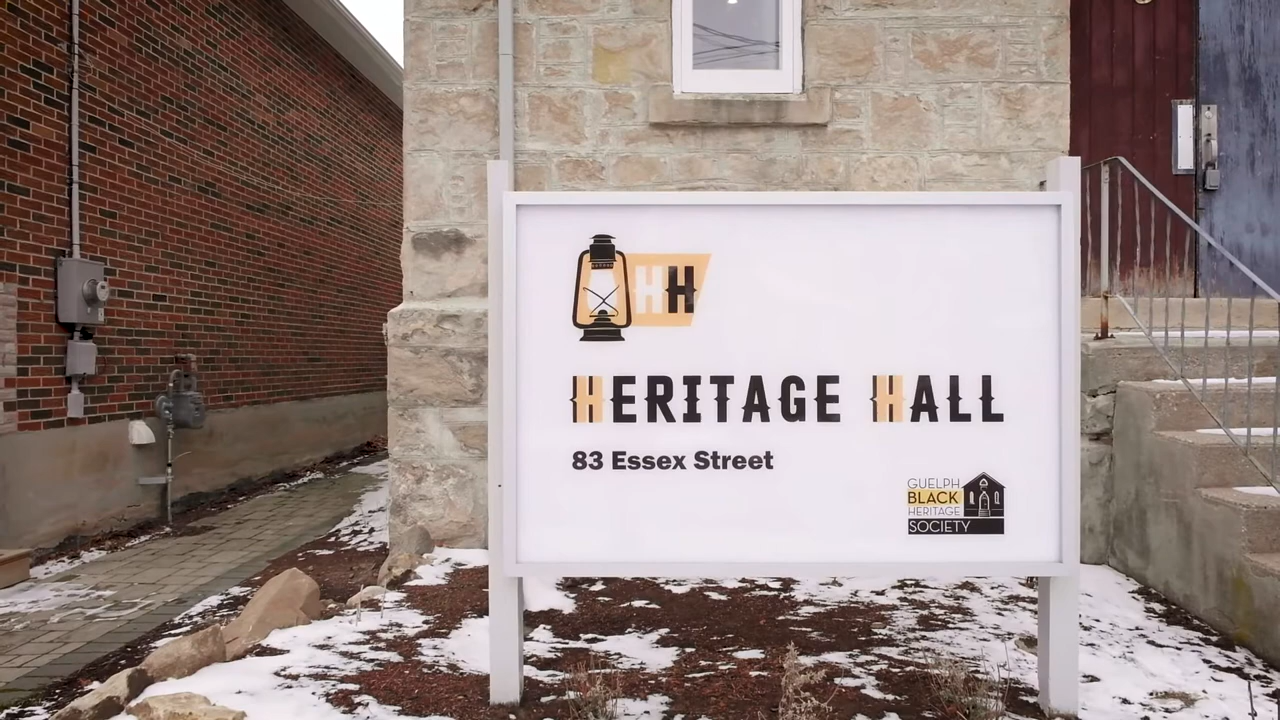 HH
HERITAGE HALL
83 Essex Street
GUELPH
BLACK
HERITAGE
SOCIETY